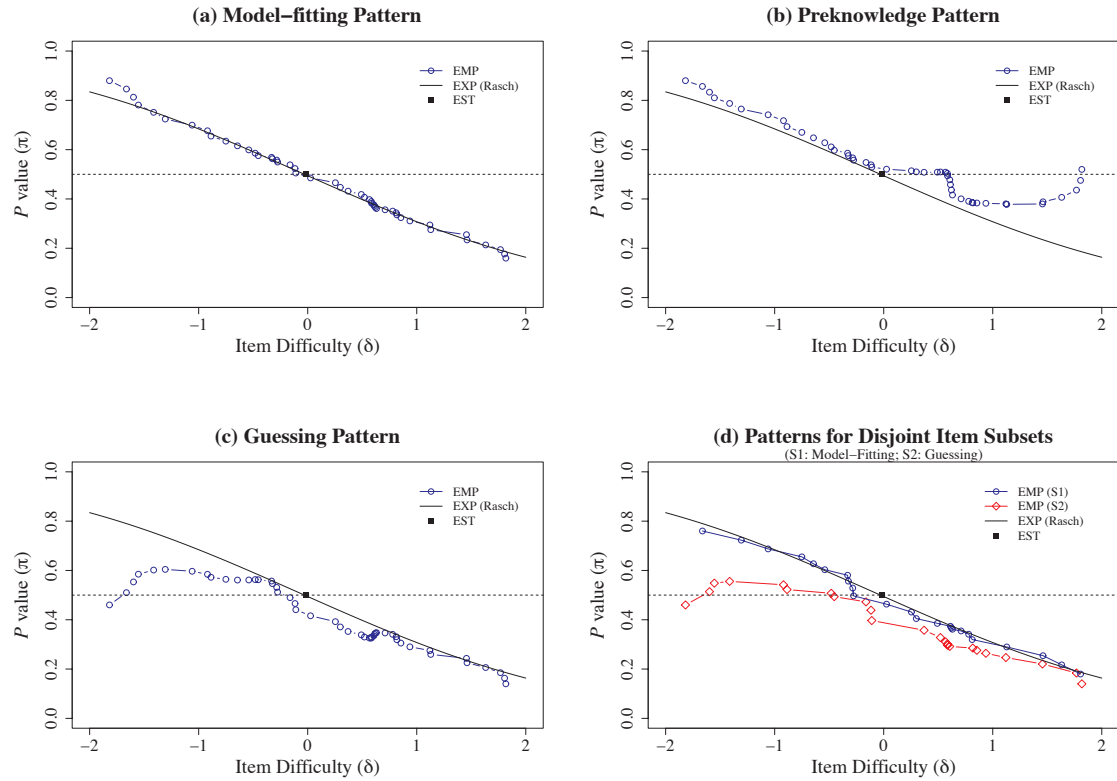 (a) Model−fitting Pattern
P value (π)
1.0
0.8
0.6
0.4
0.2
0.0
EMP
EXP (Rasch)
EST
−2
−1
0
1
2
Item Difficulty (δ)
(b) Preknowledge Pattern
P value (π)
1.0
0.8
0.6
0.4
0.2
0.0
EMP
EXP (Rasch)
EST
−2
−1
0
1
2
Item Difficulty (δ)
(c) Guessing Pattern
P value (π)
1.0
0.8
0.6
0.4
0.2
0.0
EMP
EXP (Rasch)
EST
−2
−1
0
1
2
Item Difficulty (δ)
(d) Patterns for Disjoint Item Subsets
(S1: Model−Fitting; S2: Guessing)
P value (π)
1.0
0.8
0.6
0.4
0.2
0.0
EMP (S1)
EMP (S2)
EXP (Rasch)
EST
−2
−1
0
1
2
Item Difficulty (δ)